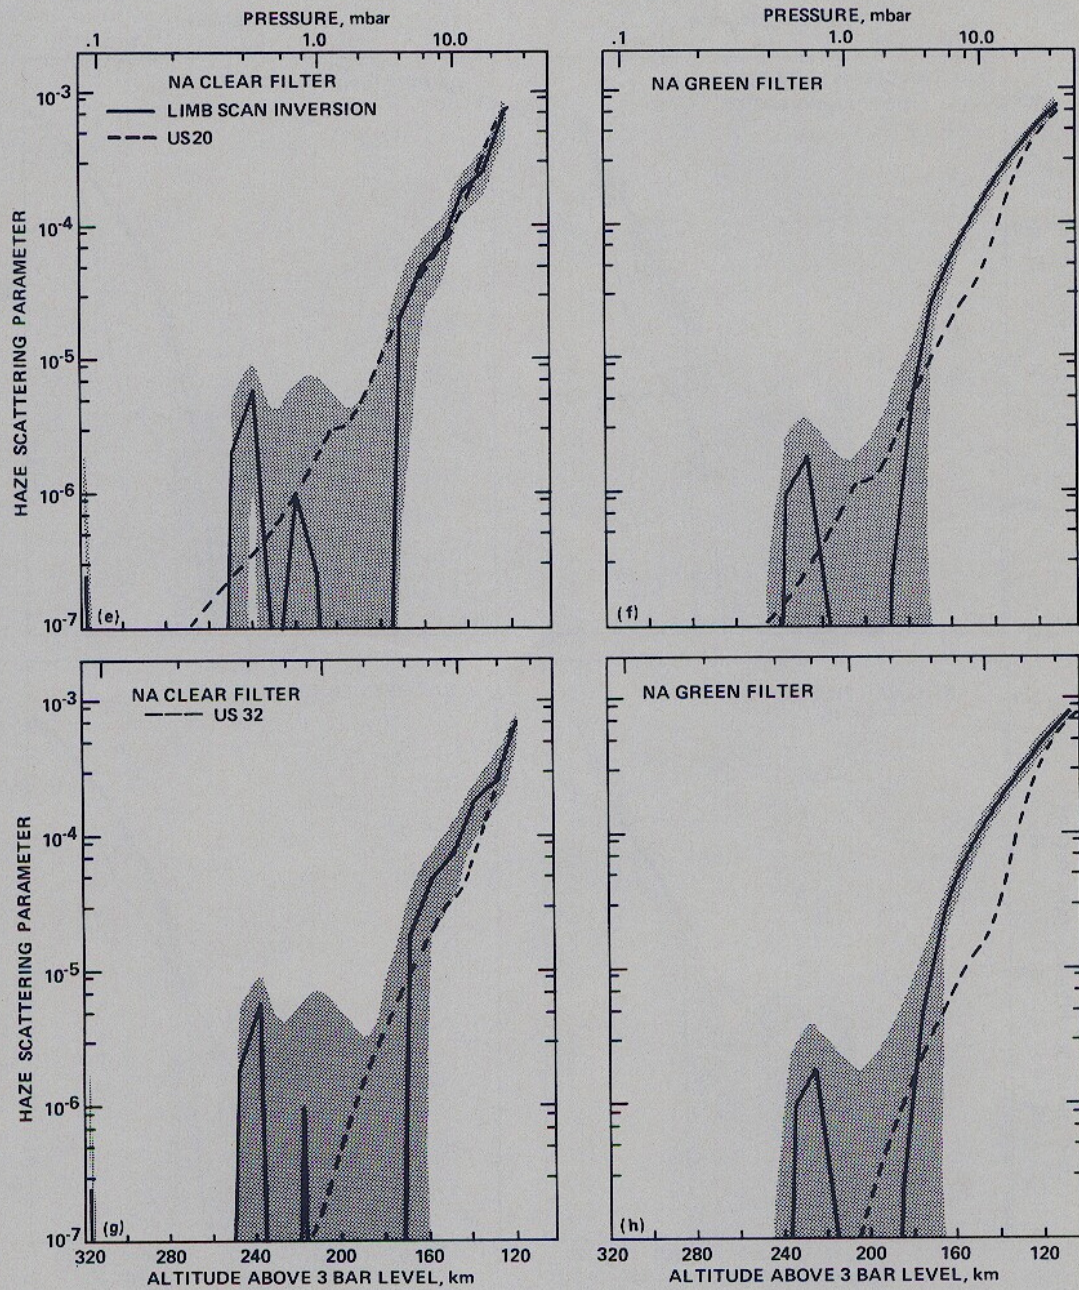 PRESSURE, mbar
.1 1.0 10.0
PRESSURE, mbar
.1 1.0 10.0
NA CLEAR FILTER
LIMB SCAN INVERSION
US20
10-3
10-4
10-5
10-6
10-7
HAZE SCATTERING PARAMETER
(e)
NA GREEN FILTER
(f)
NA CLEAR FILTER
US 32
10-3
10-4
10-5
10-6
10-7
HAZE SCATTERING PARAMETER
(g)
320 280 240 200 160 120
ALTITUDE ABOVE 3 BAR LEVEL, km
NA GREEN FILTER
(h)
320 280 240 200 160 120
ALTITUDE ABOVE 3 BAR LEVEL, km